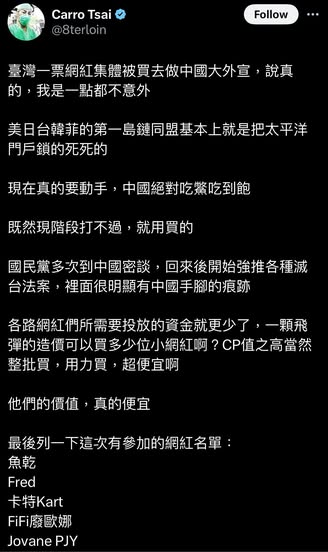 Carro Tsai
@8terloin
Follow
臺灣一票網紅集體被買去做中國大外宣，說真
的，我是一點都不意外
美日台韓菲的第一島鏈同盟基本上就是把太平洋
門戶鎖的死死的
現在真的要動手，中國絕對吃鱉吃到飽
既然現階段打不過，就用買的
國民黨多次到中國密談，回來後開始強推各種滅
台法案，裡面很明顯有中國手腳的痕跡
各路網紅們所需要投放的資金就更少了，一顆飛
彈的造價可以買多少位小網紅啊？CP值之高當然
整批買，用力買，超便宜啊
他們的價值，真的便宜
最後列一下這次有參加的網紅名單：
魚乾
Fred
卡特Kart
FiFi廢歐娜
Jovane PJY